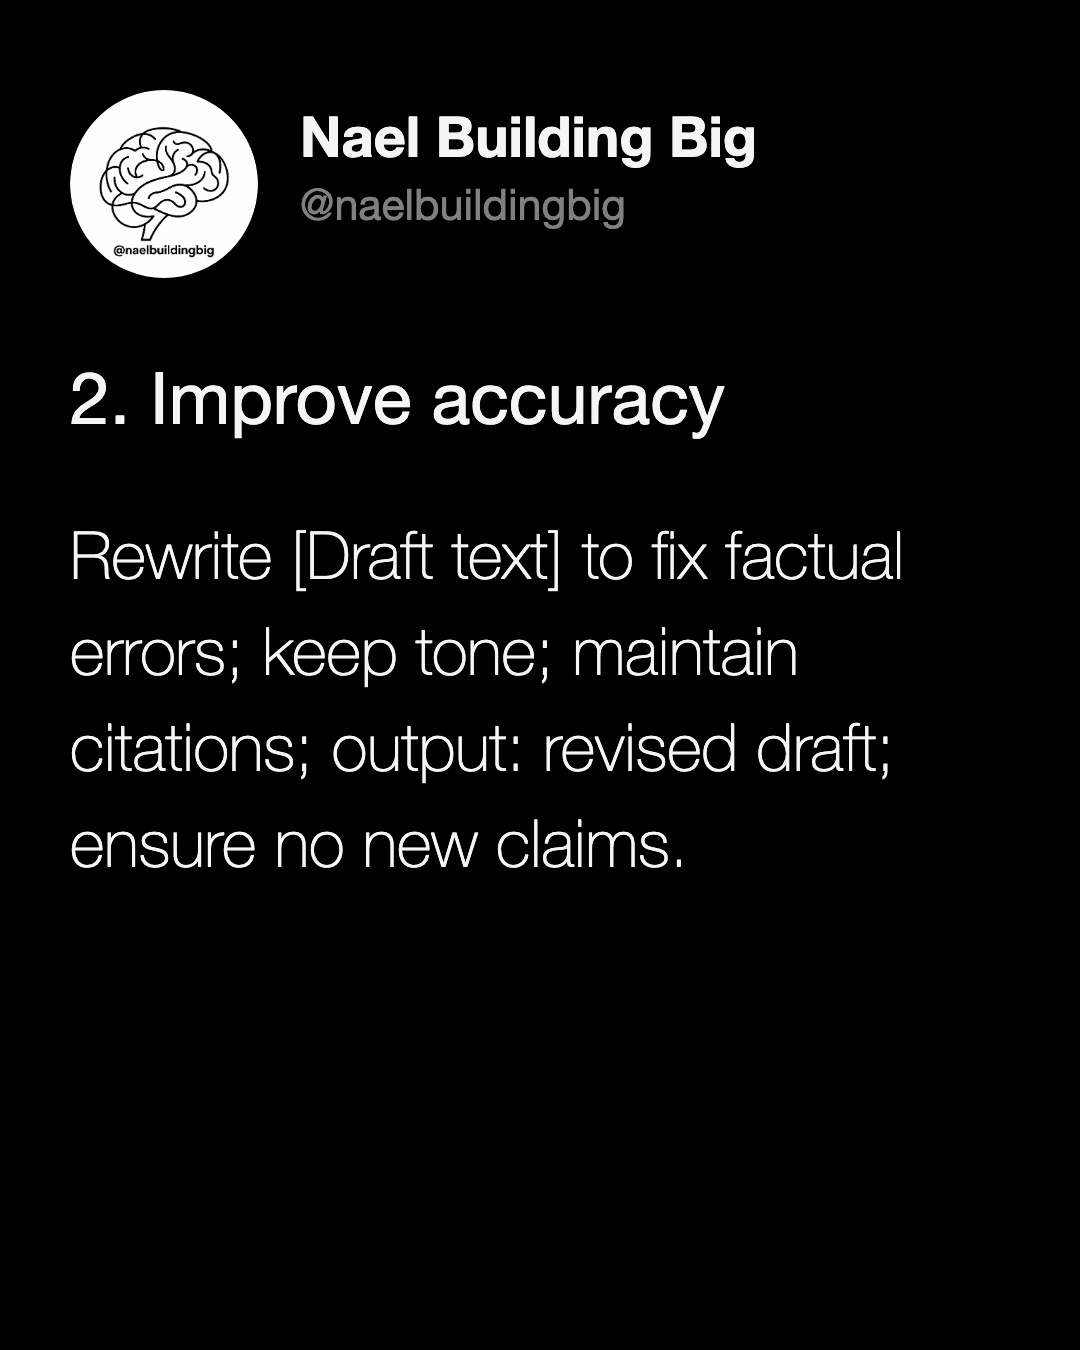 Nael Building Big
@naelbuildingbig
@naelbuildingbig
2. Improve accuracy
Rewrite [Draft text] to fix factual
errors; keep tone; maintain
citations; output: revised draft;
ensure no new claims.